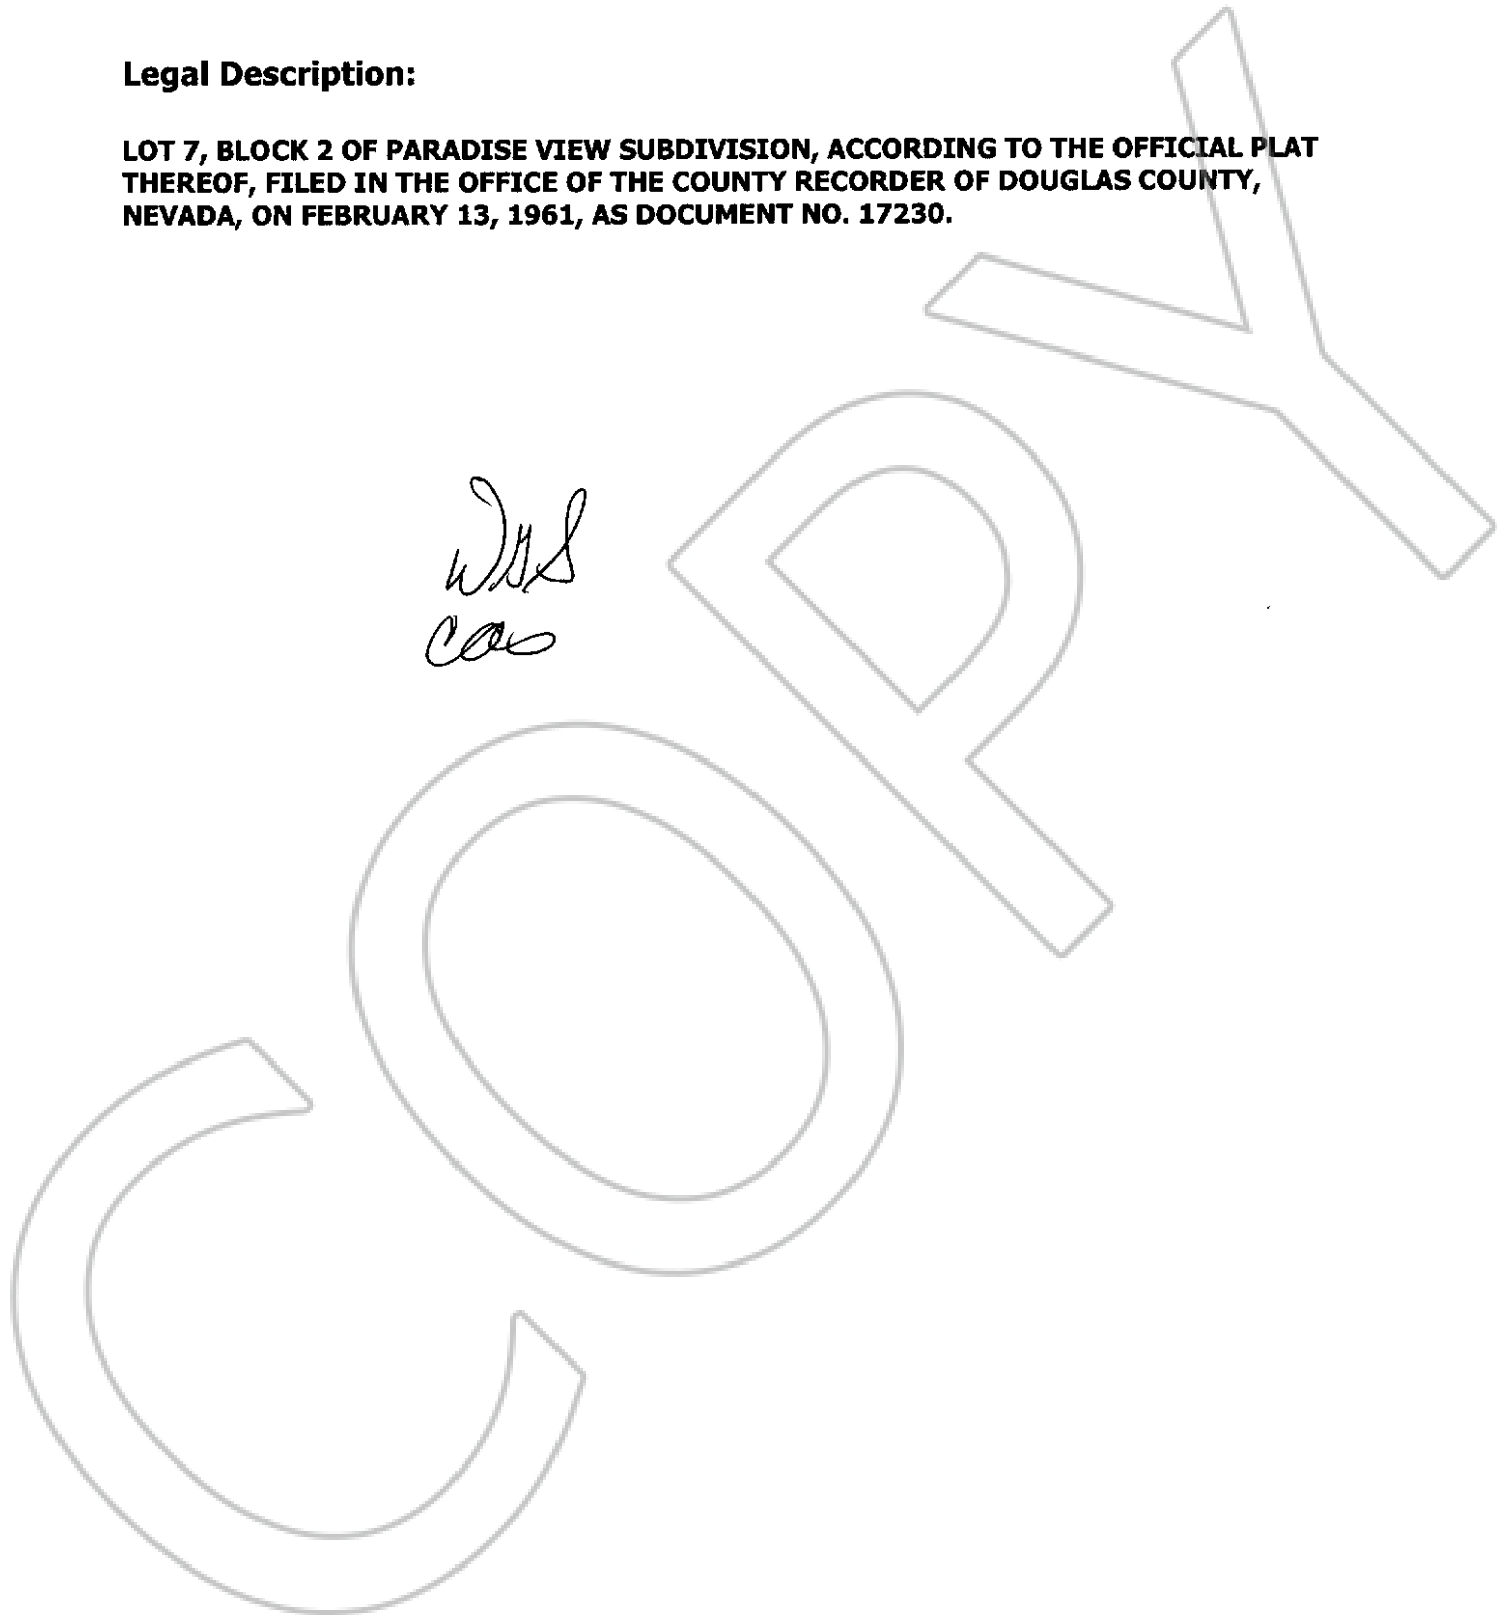 Legal Description:
LOT 7, BLOCK 2 OF PARADISE VIEW SUBDIVISION, ACCORDING TO THE OFFICIAL PLAT
THEREOF, FILED IN THE OFFICE OF THE COUNTY RECORDER OF DOUGLAS COUNTY,
NEVADA, ON FEBRUARY 13, 1961, AS DOCUMENT NO. 17230.
COPY